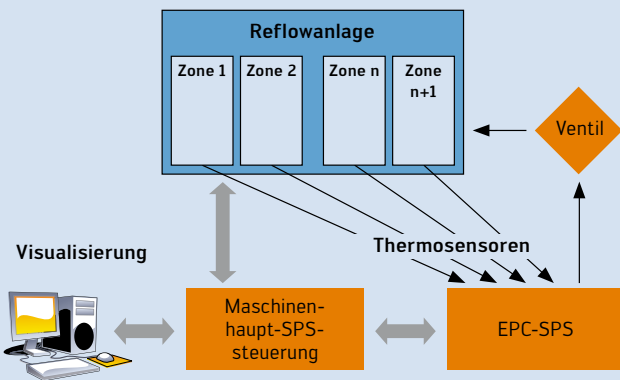 Reflowanlage
Zone 1
Zone 2
Zone n
Zone
n+1
Ventil
Thermosensoren
Visualisierung
Maschinen-
haupt-SPS-
steuerung
EPC-SPS